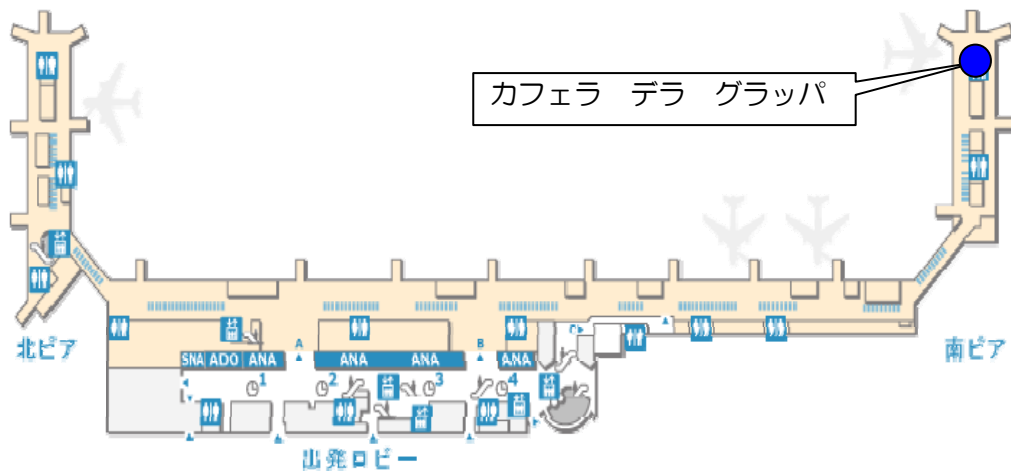 カフェラ　デラ　グラッパ
北ピア
南ピア
A
B
SNA ADO ANA ANA ANA ANA
1 2 3 4
出発ロビー